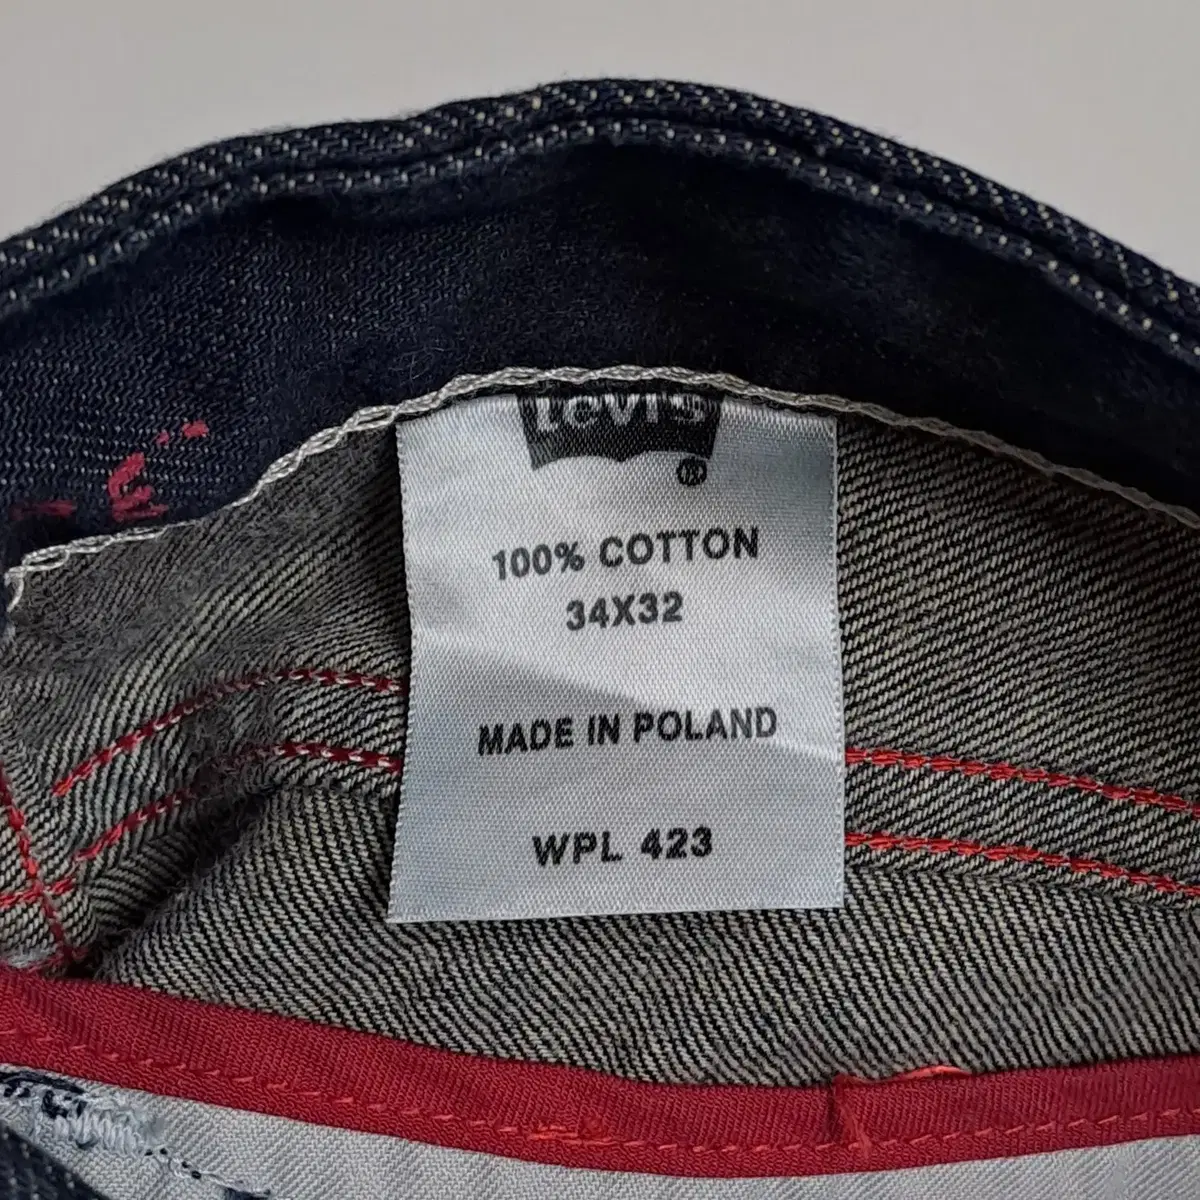 Levi's
®
100% COTTON
34X32
MADE IN POLAND
WPL 423